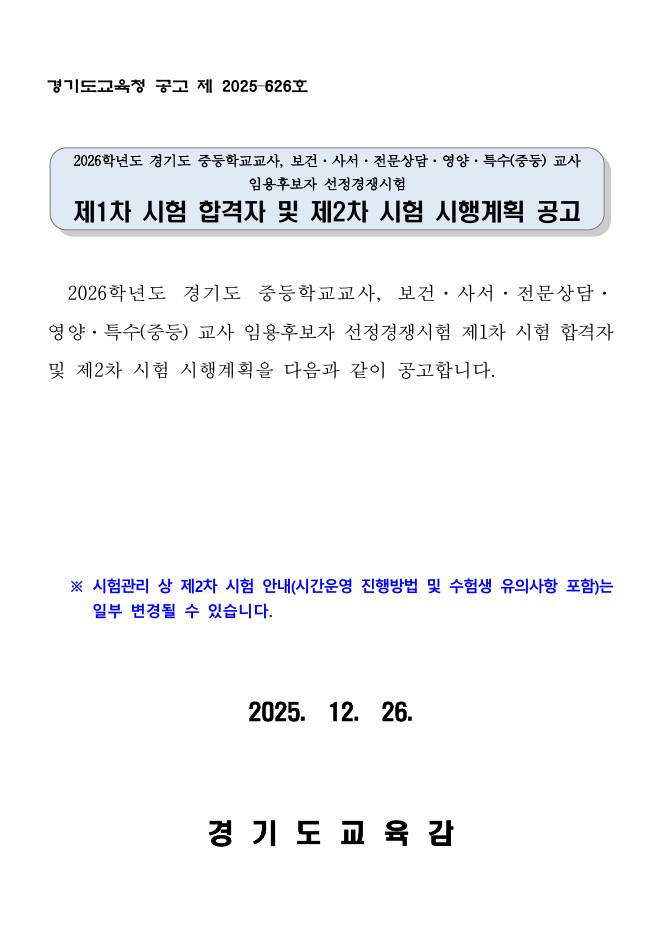 경기도교육청 공고 제 2025-626호
2026학년도 경기도 중등학교교사, 보건·사서·전문상담·영양·특수(중등) 교사
임용후보자 선정경쟁시험
제1차 시험 합격자 및 제2차 시험 시행계획 공고
2026학년도 경기도 중등학교교사, 보건·사서·전문상담·
영양·특수(중등) 교사 임용후보자 선정경쟁시험 제1차 시험 합격자
및 제2차 시험 시행계획을 다음과 같이 공고합니다.
※ 시험관리 상 제2차 시험 안내(시간운영 진행방법 및 수험생 유의사항 포함)는
일부 변경될 수 있습니다.
2025. 12. 26.
경 기 도 교 육 감